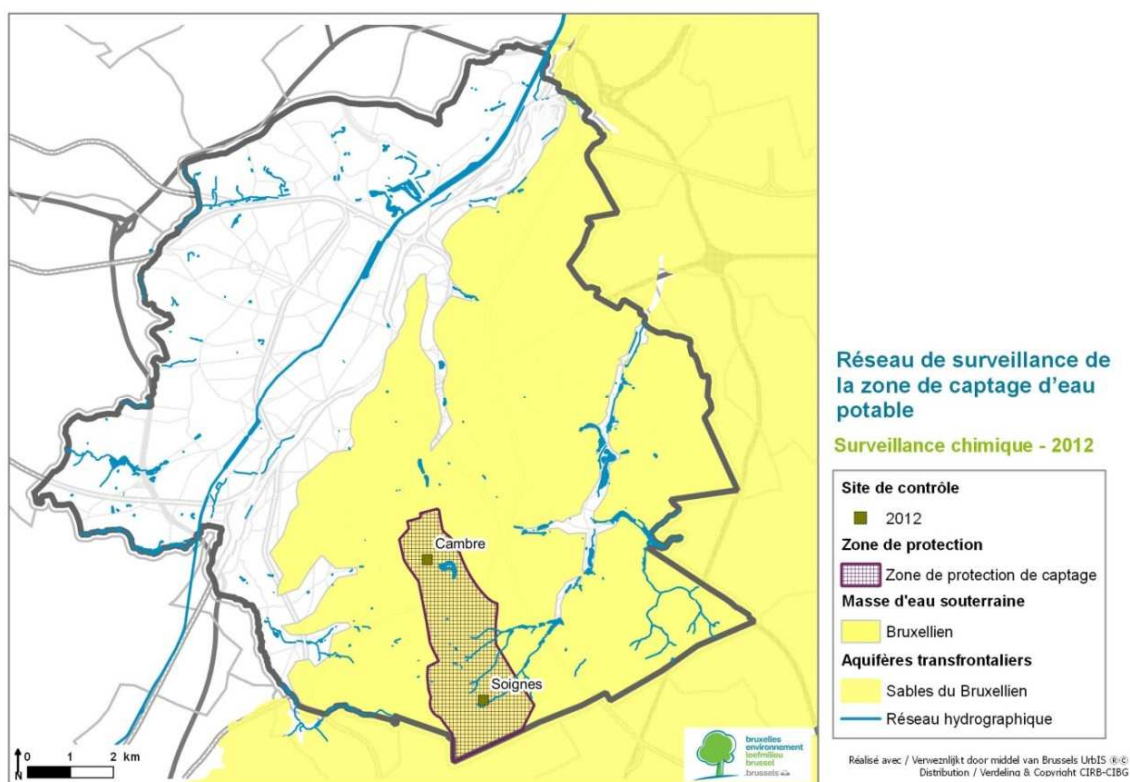 Cambre
Soignes
N
0 1 2 km
bruxelles
environnement
leefmilieu
brussel
.brussels
Réseau de surveillance de
la zone de captage d'eau
potable
Surveillance chimique - 2012
Site de contrôle
2012
Zone de protection
Zone de protection de captage
Masse d'eau souterraine
Bruxellien
Aquifères transfrontaliers
Sables du Bruxellien
Réseau hydrographique
Réalisé avec / Verweznlijkt door middel van Brussels UrbIS ®©
Distribution / Verdeling & Copyright CIRB-CIBG